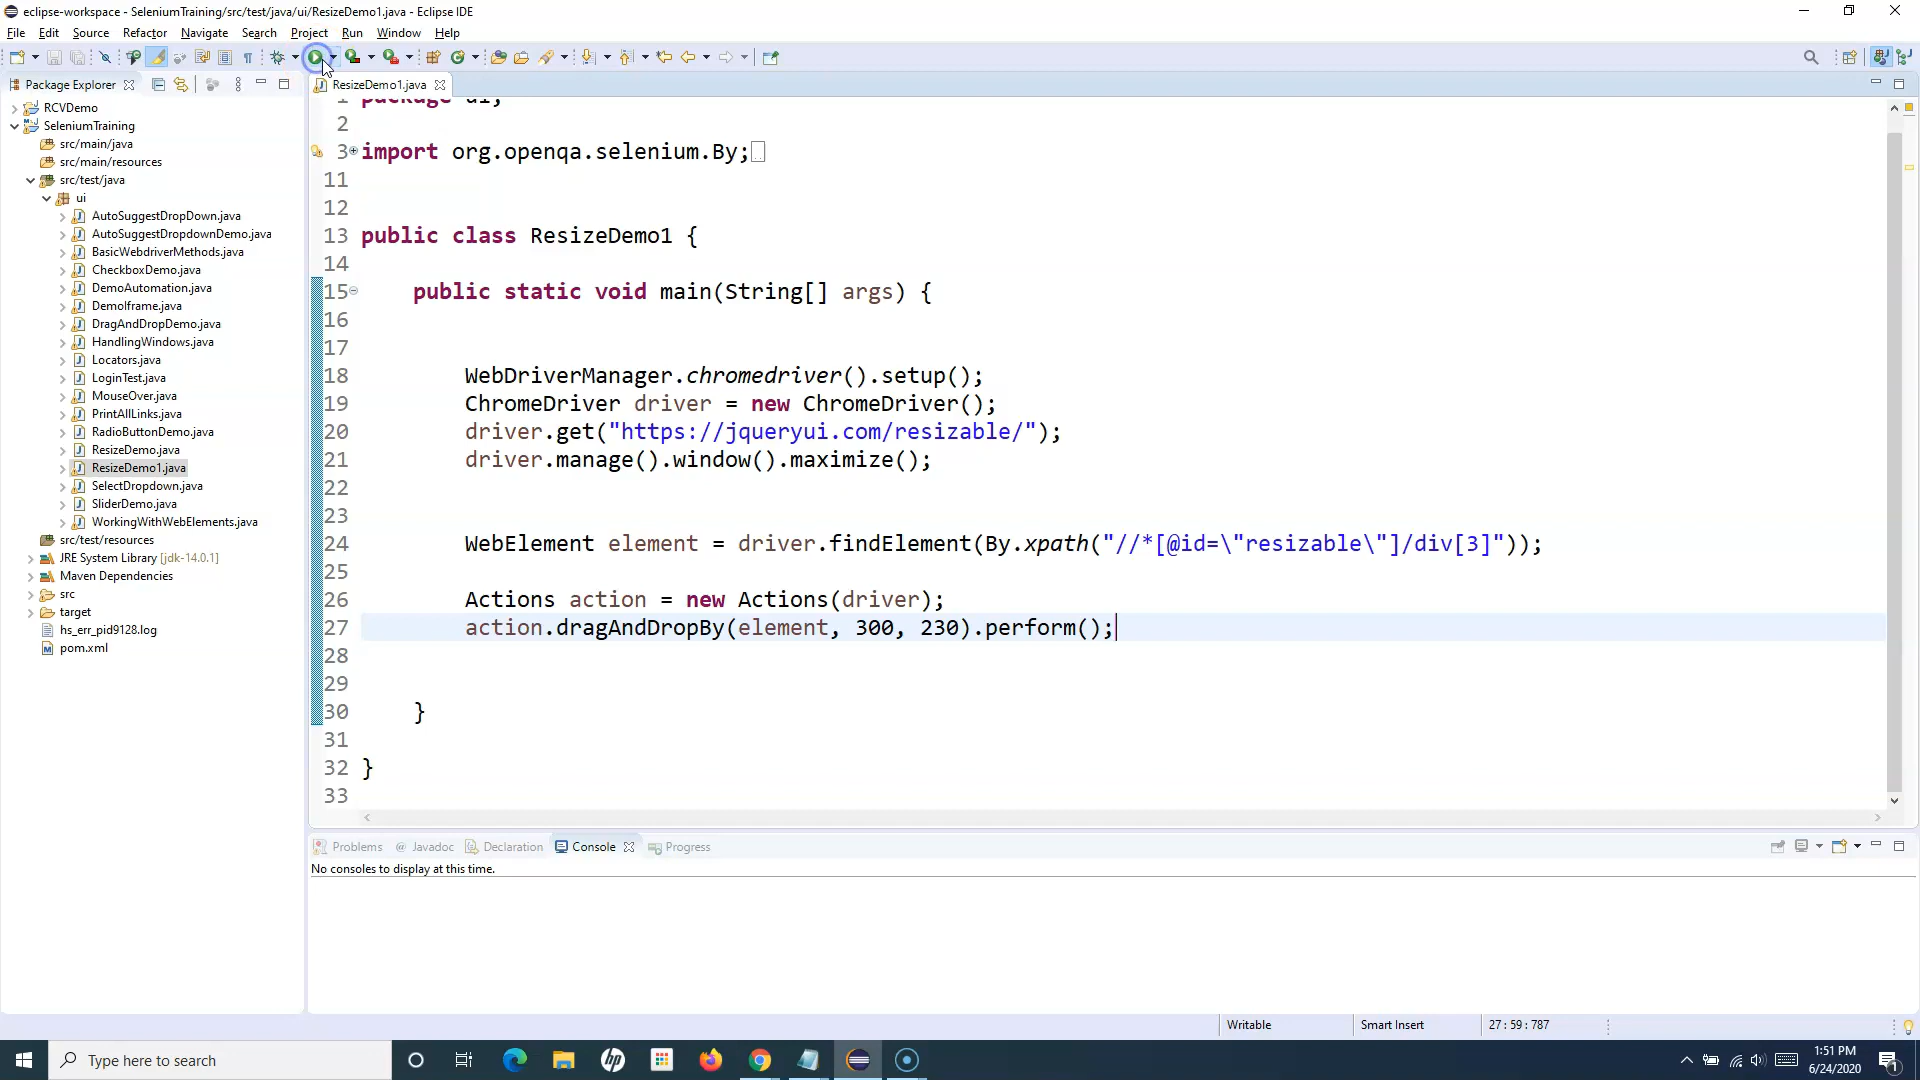 eclipse-workspace - SeleniumTraining/src/test/java/ui/ResizeDemo1.java - Eclipse IDE
File Edit Source Refactor Navigate Search Project Run Window Help
Package Explorer
ResizeDemo1.java
RCVDemo
SeleniumTraining
src/main/java
src/main/resources
src/test/java
ui
AutoSuggestDropDown.java
AutoSuggestDropdownDemo.java
BasicWebdriverMethods.java
CheckboxDemo.java
DemoAutomation.java
DemoIframe.java
DragAndDropDemo.java
HandlingWindows.java
Locators.java
LoginTest.java
MouseOver.java
PrintAllLinks.java
RadioButtonDemo.java
ResizeDemo.java
ResizeDemo1.java
SelectDropdown.java
SliderDemo.java
WorkingWithWebElements.java
src/test/resources
JRE System Library [jdk-14.0.1]
Maven Dependencies
src
target
hs_err_pid9128.log
pom.xml
1 package ui;
2
3 import org.openqa.selenium.By;
11
12
13 public class ResizeDemo1 {
14
15 public static void main(String[] args) {
16
17
18 WebDriverManager.chromedriver().setup();
19 ChromeDriver driver = new ChromeDriver();
20 driver.get("https://jqueryui.com/resizable/");
21 driver.manage().window().maximize();
22
23
24 WebElement element = driver.findElement(By.xpath("//*[@id=\"resizable\"]/div[3]"));
25
26 Actions action = new Actions(driver);
27 action.dragAndDropBy(element, 300, 230).perform();
28
29
30 }
31
32 }
33
Problems @ Javadoc Declaration Console Progress
No consoles to display at this time.
Writable Smart Insert 27 : 59 : 787
Type here to search
1:51 PM
6/24/2020
1